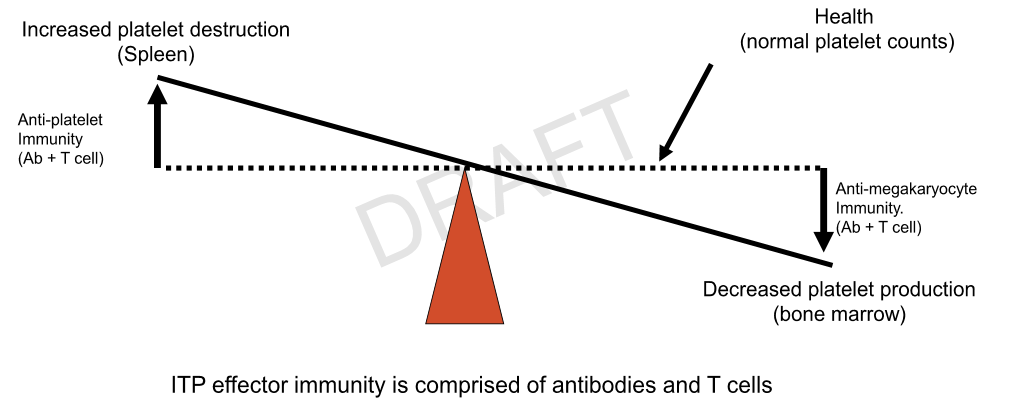 Increased platelet destruction
(Spleen)
Health
(normal platelet counts)
Anti-platelet
Immunity
(Ab + T cell)
DRAFT
Anti-megakaryocyte
Immunity.
(Ab + T cell)
Decreased platelet production
(bone marrow)
ITP effector immunity is comprised of antibodies and T cells